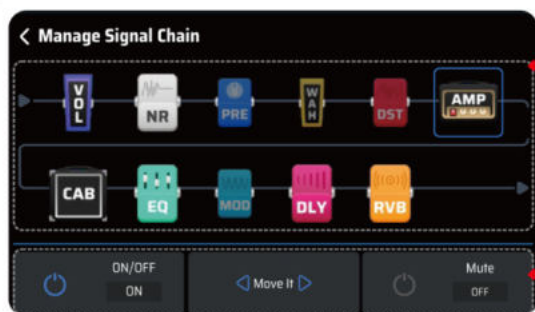 < Manage Signal Chain
VOL NR PRE WAH DST AMP
CAB EQ MOD DLY RVB
ON/OFF
ON
Move It
Mute
OFF